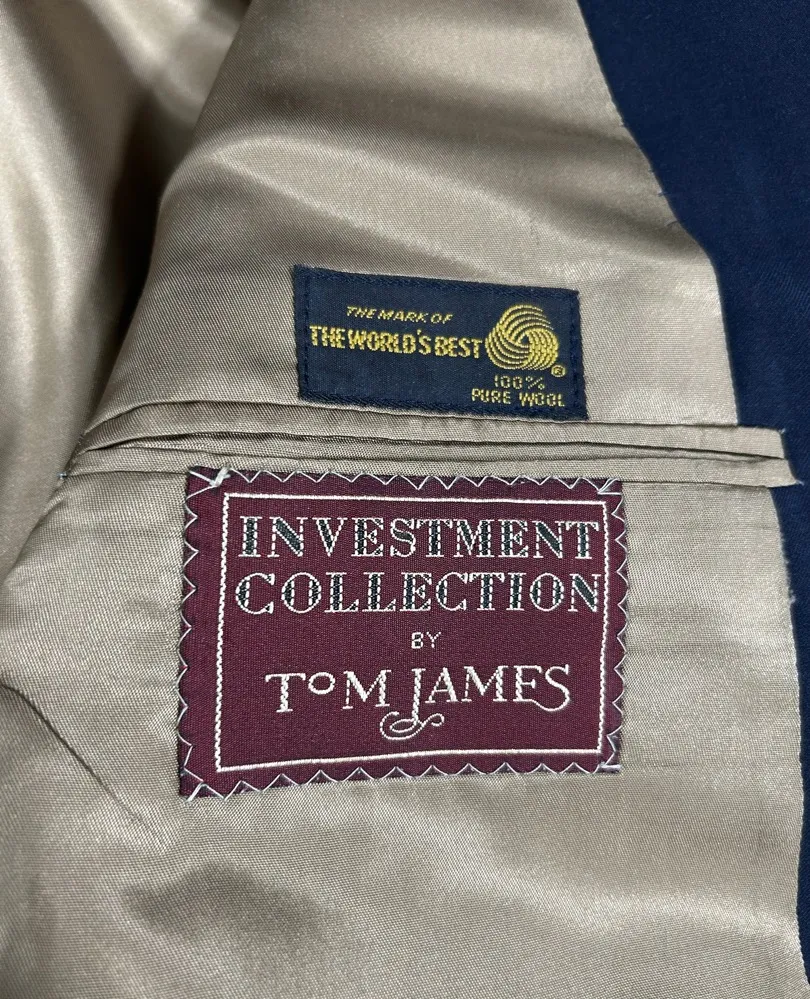 THE MARK OF
THE WORLD'S BEST
®
100%
PURE WOOL
INVESTMENT
COLLECTION
BY
TOM JAMES